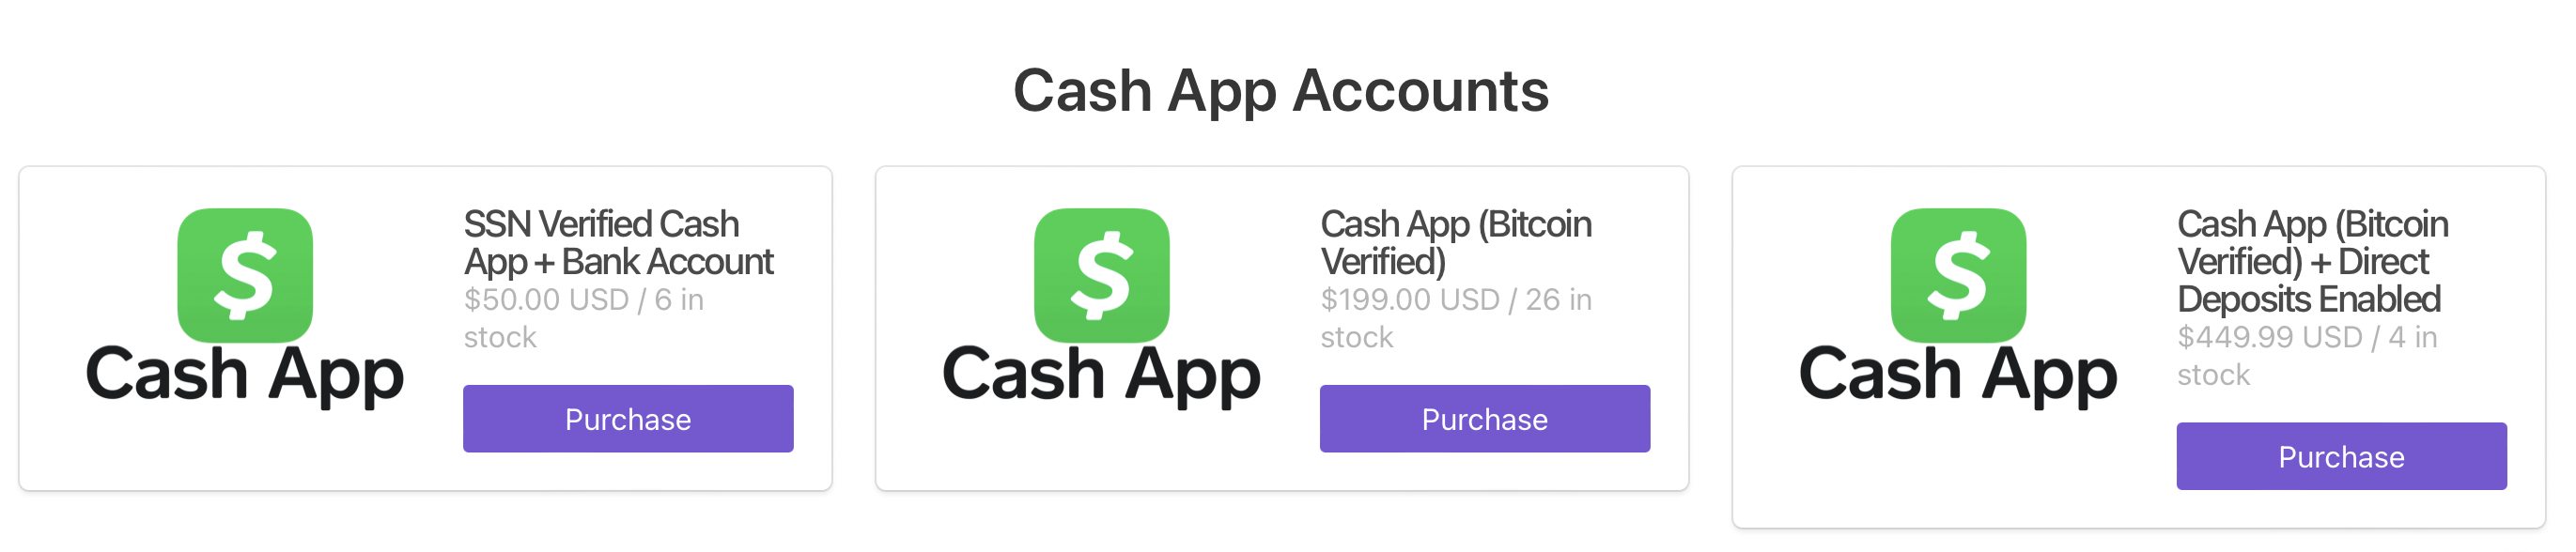 Cash App Accounts
$
Cash App
SSN Verified Cash
App + Bank Account
$50.00 USD / 6 in
stock
Purchase
$
Cash App
Cash App (Bitcoin
Verified)
$199.00 USD / 26 in
stock
Purchase
$
Cash App
Cash App (Bitcoin
Verified) + Direct
Deposits Enabled
$449.99 USD / 4 in
stock
Purchase